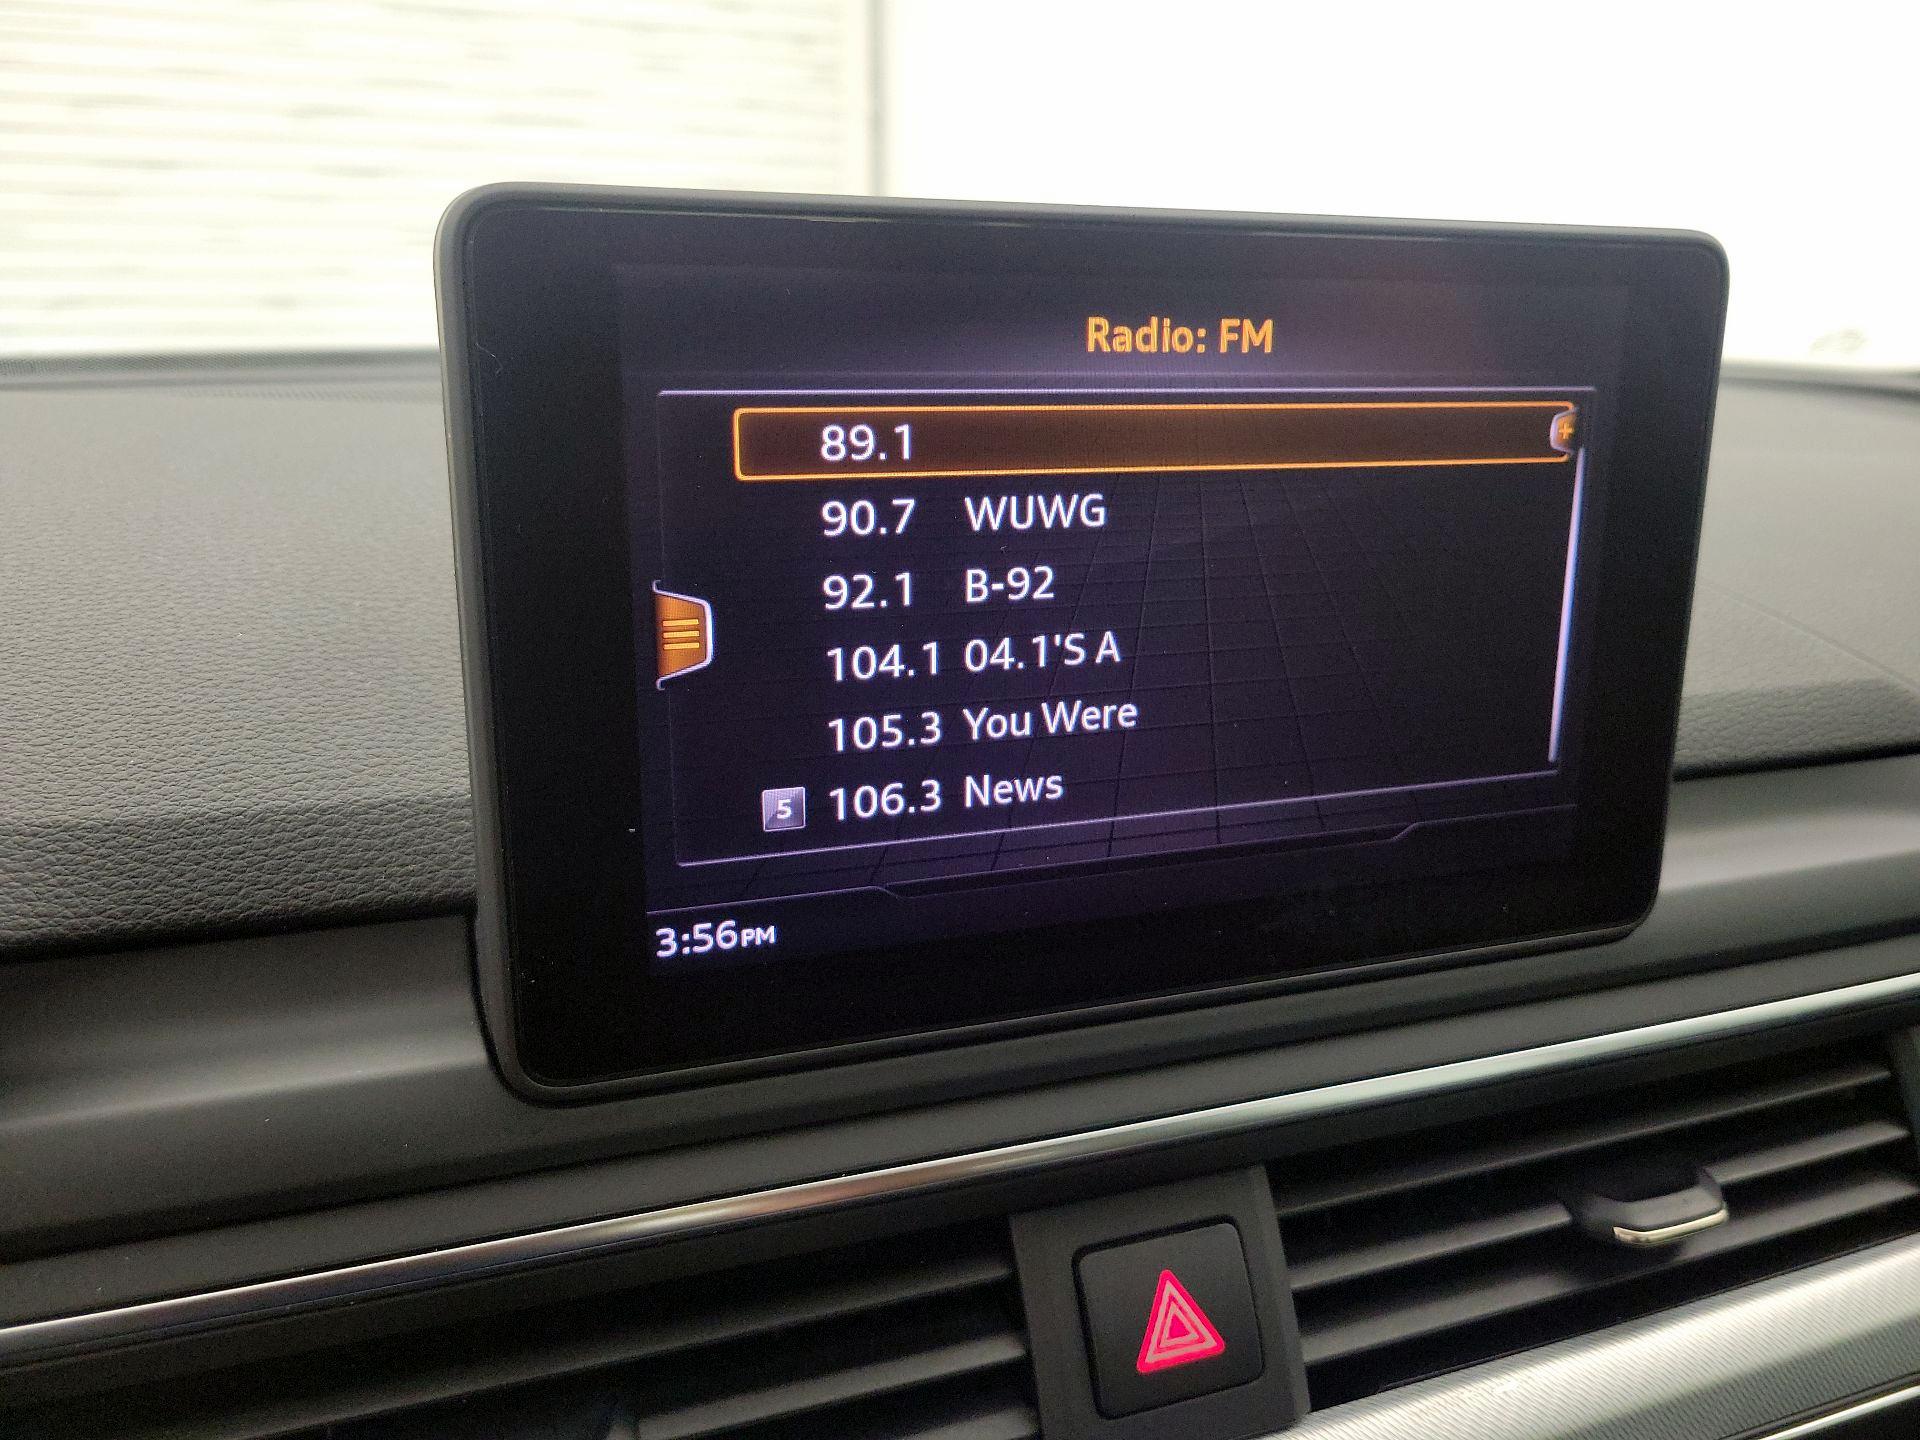 Radio: FM
89.1
90.7 WUWG
92.1 B-92
104.1 04.1'S A
105.3 You Were
5 106.3 News
3:56PM